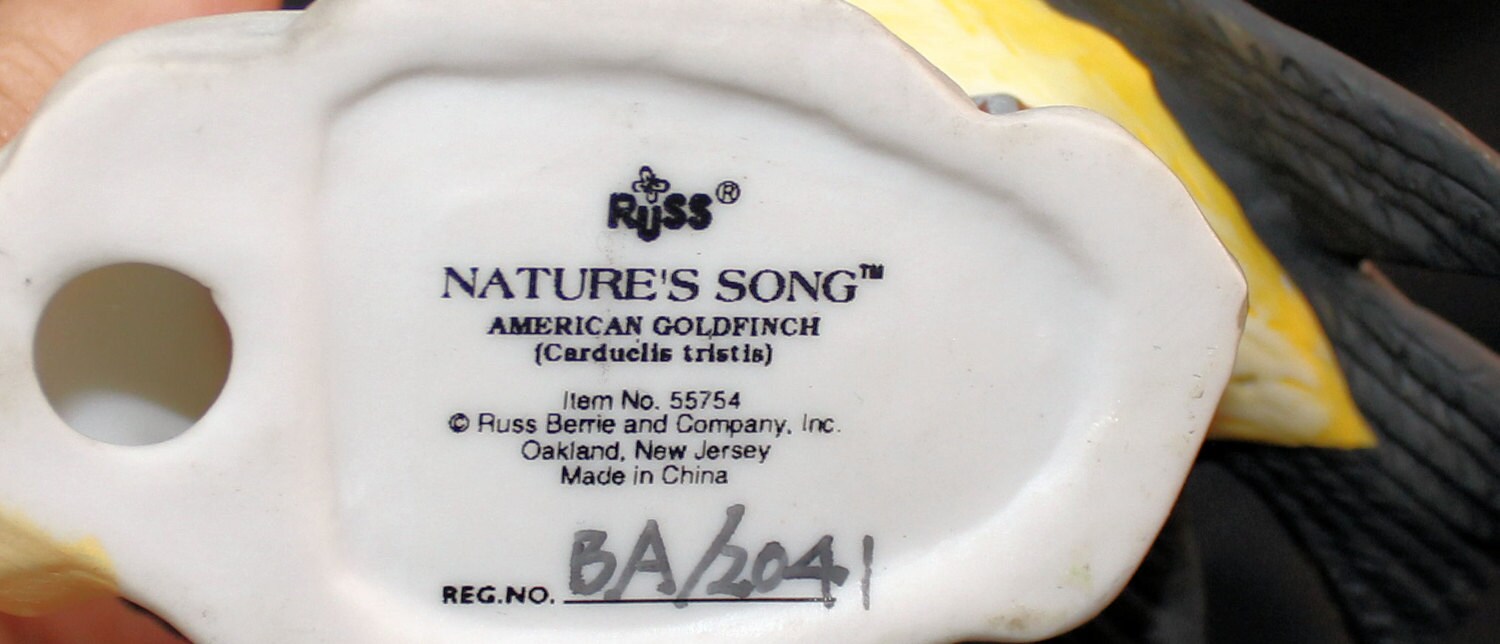 RUSS®
NATURE'S SONG™
AMERICAN GOLDFINCH
(Carduelis tristis)
Item No. 55754
© Russ Berrie and Company, Inc.
Oakland, New Jersey
Made in China
REG.NO. BA/2041